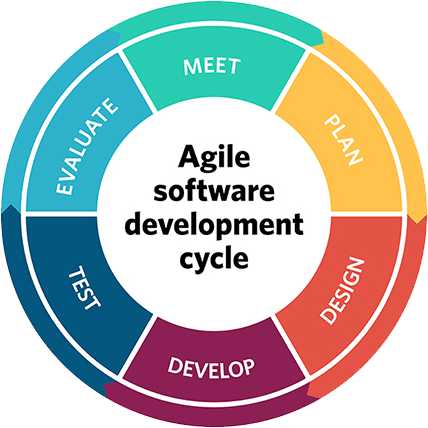 Agile
software
development
cycle
MEET
PLAN
DESIGN
DEVELOP
TEST
EVALUATE